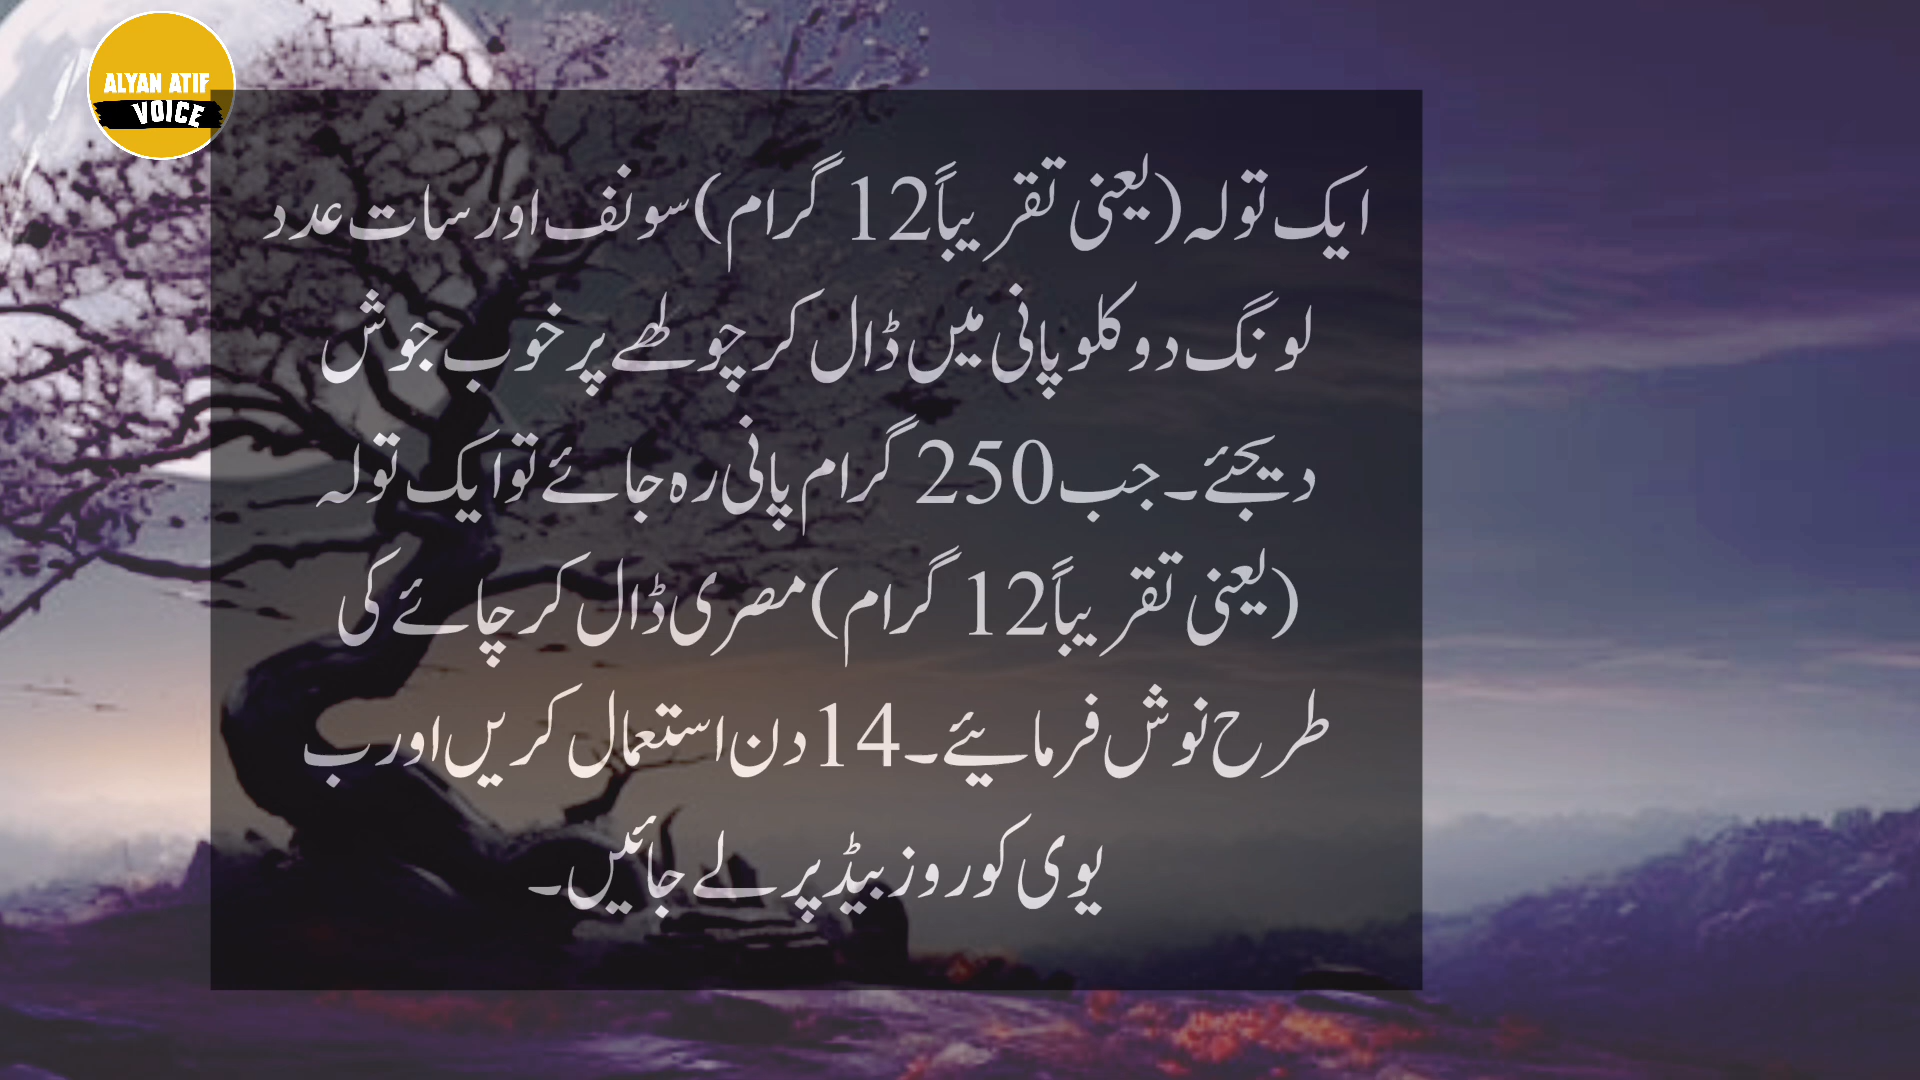 ALYAN ATIF
VOICE
ایک تولہ (یعنی تقریباً 12 گرام) سونف اور سات عدد
لونگ دو کلو پانی میں ڈال کر چولھے پر خوب جوش
دیجئے۔ جب 250 گرام پانی رہ جائے تو ایک تولہ
(یعنی تقریباً 12 گرام) مصری ڈال کر چائے کی
طرح نوش فرمایئے۔ 14 دن استعمال کریں اور ب
یوی کو روز بیڈ پر لے جائیں۔